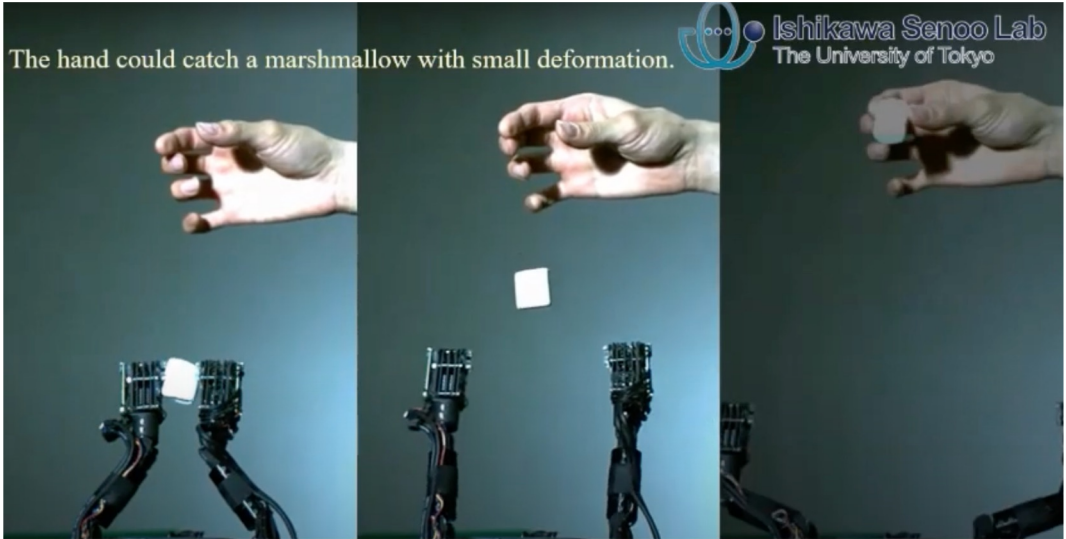 The hand could catch a marshmallow with small deformation.
Ishikawa Senoo Lab
The University of Tokyo